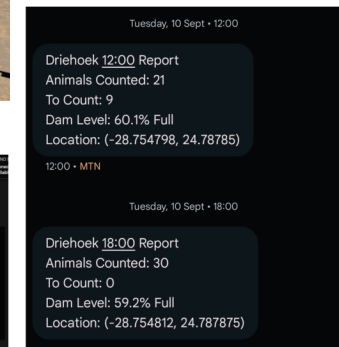 Tuesday, 10 Sept • 12:00
Driehoek 12:00 Report
Animals Counted: 21
To Count: 9
Dam Level: 60.1% Full
Location: (-28.754798, 24.78785)
12:00 • MTN
Tuesday, 10 Sept • 18:00
Driehoek 18:00 Report
Animals Counted: 30
To Count: 0
Dam Level: 59.2% Full
Location: (-28.754812, 24.787875)